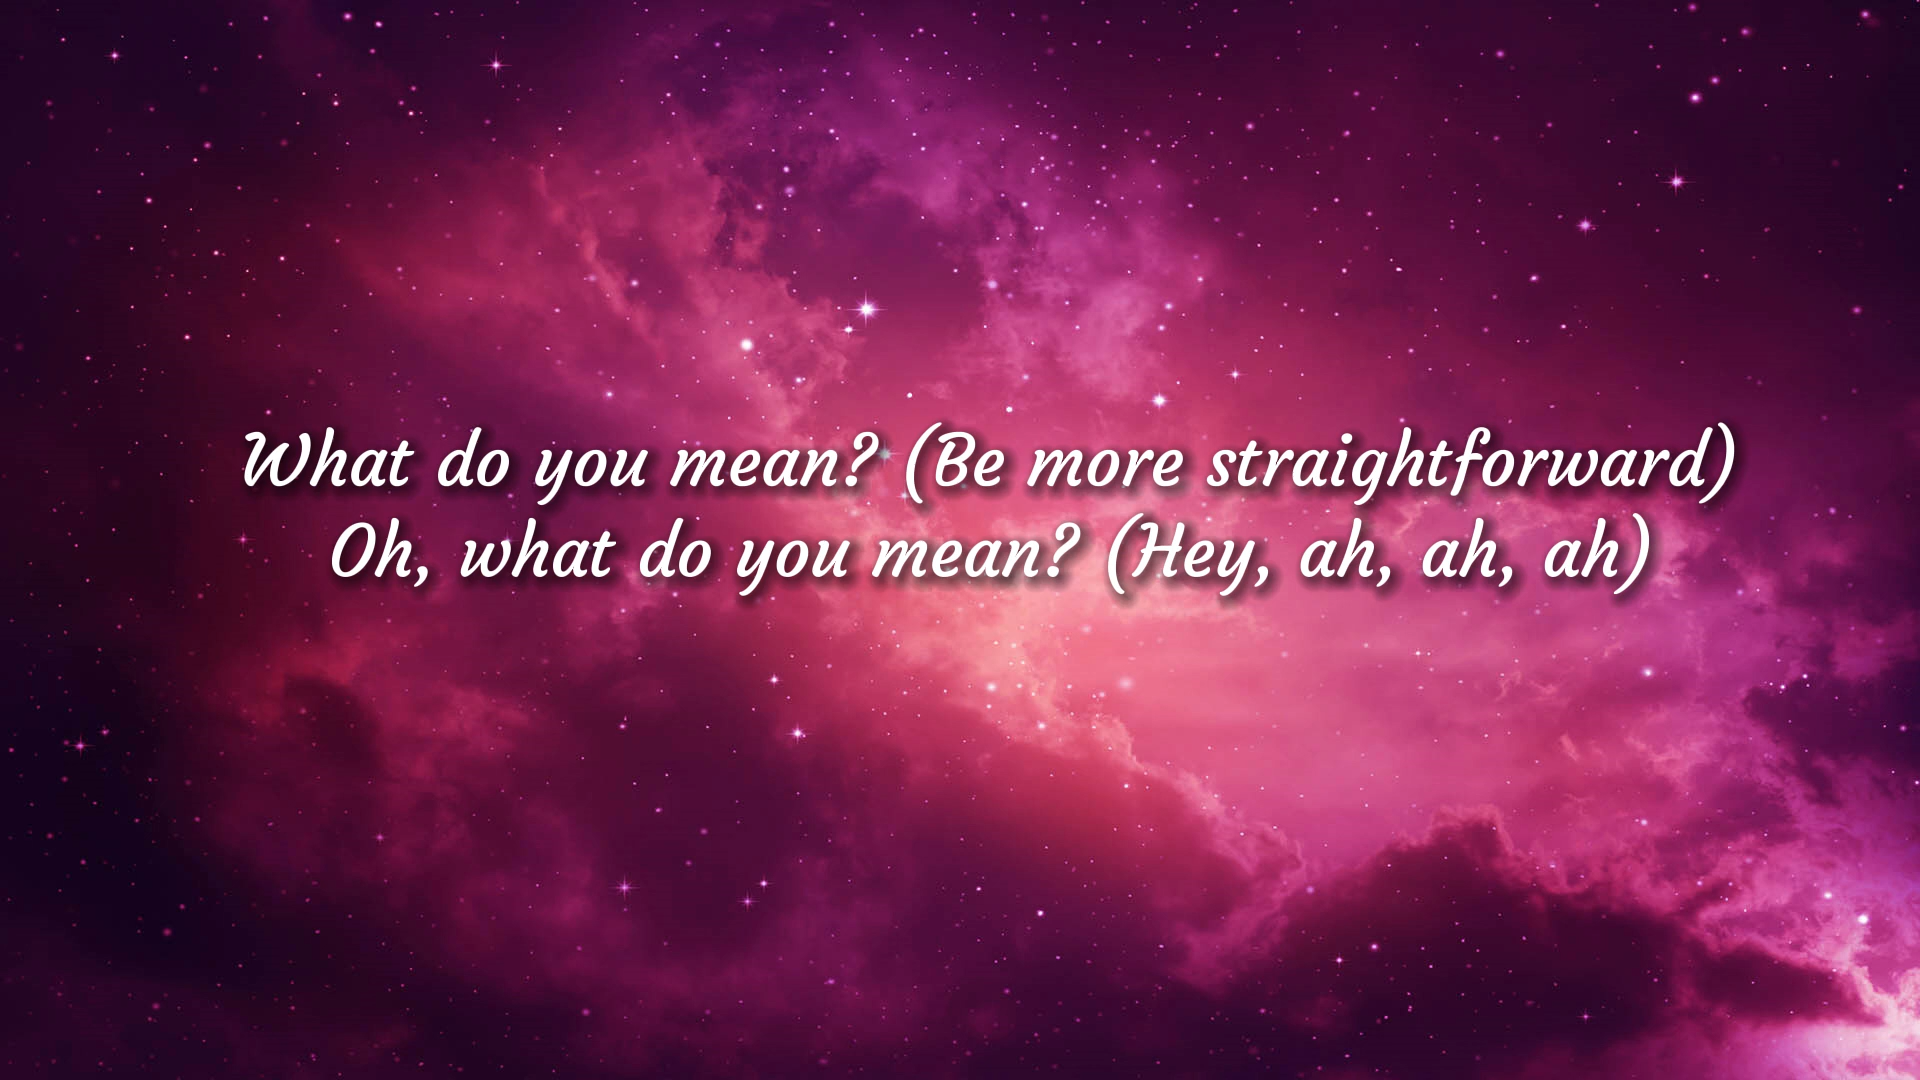 What do you mean? (Be more straightforward)
Oh, what do you mean? (Hey, ah, ah, ah)